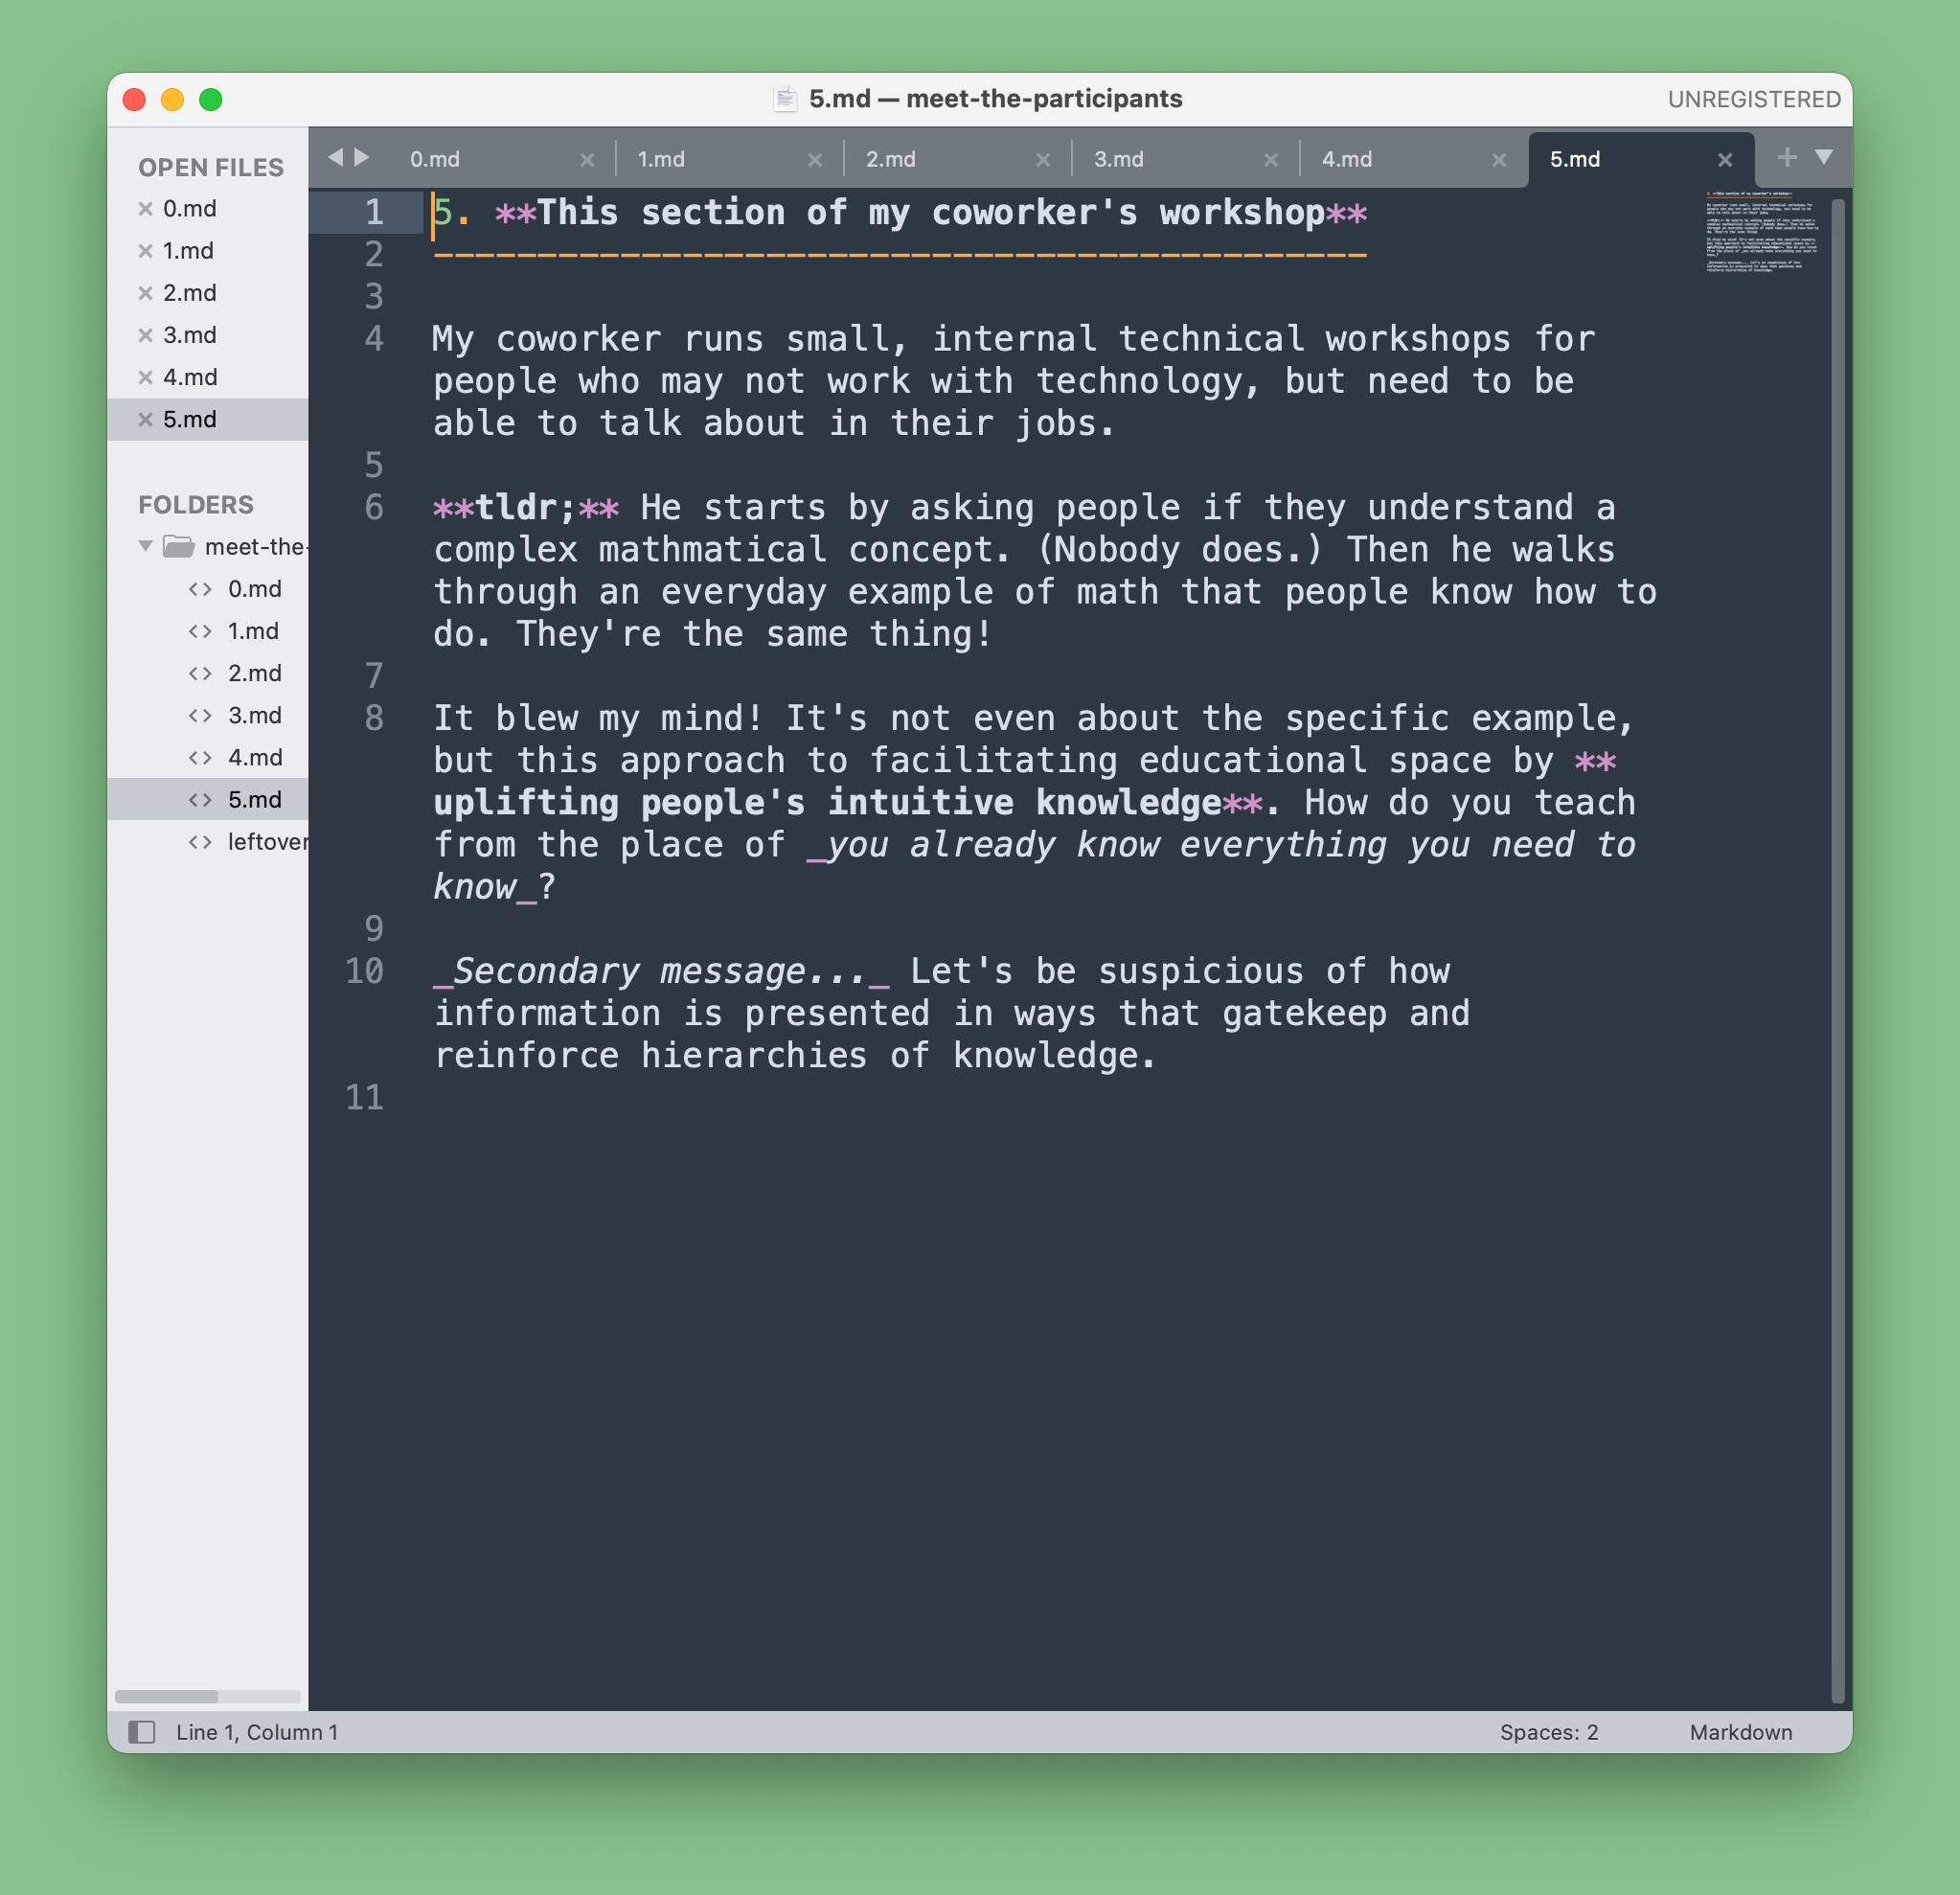 5.md — meet-the-participants
UNREGISTERED
OPEN FILES
0.md
1.md
2.md
3.md
4.md
5.md
FOLDERS
meet-the-
0.md
1.md
2.md
3.md
4.md
5.md
leftover
0.md
1.md
2.md
3.md
4.md
5.md
1 5. **This section of my coworker's workshop**
2 ---------------------------------------------
3
4 My coworker runs small, internal technical workshops for
people who may not work with technology, but need to be
able to talk about in their jobs.
5
6 **tldr;** He starts by asking people if they understand a
complex mathmatical concept. (Nobody does.) Then he walks
through an everyday example of math that people know how to
do. They're the same thing!
7
8 It blew my mind! It's not even about the specific example,
but this approach to facilitating educational space by **
uplifting people's intuitive knowledge**. How do you teach
from the place of _you already know everything you need to
know_?
9
10 _Secondary message..._ Let's be suspicious of how
information is presented in ways that gatekeep and
reinforce hierarchies of knowledge.
11
Line 1, Column 1
Spaces: 2
Markdown